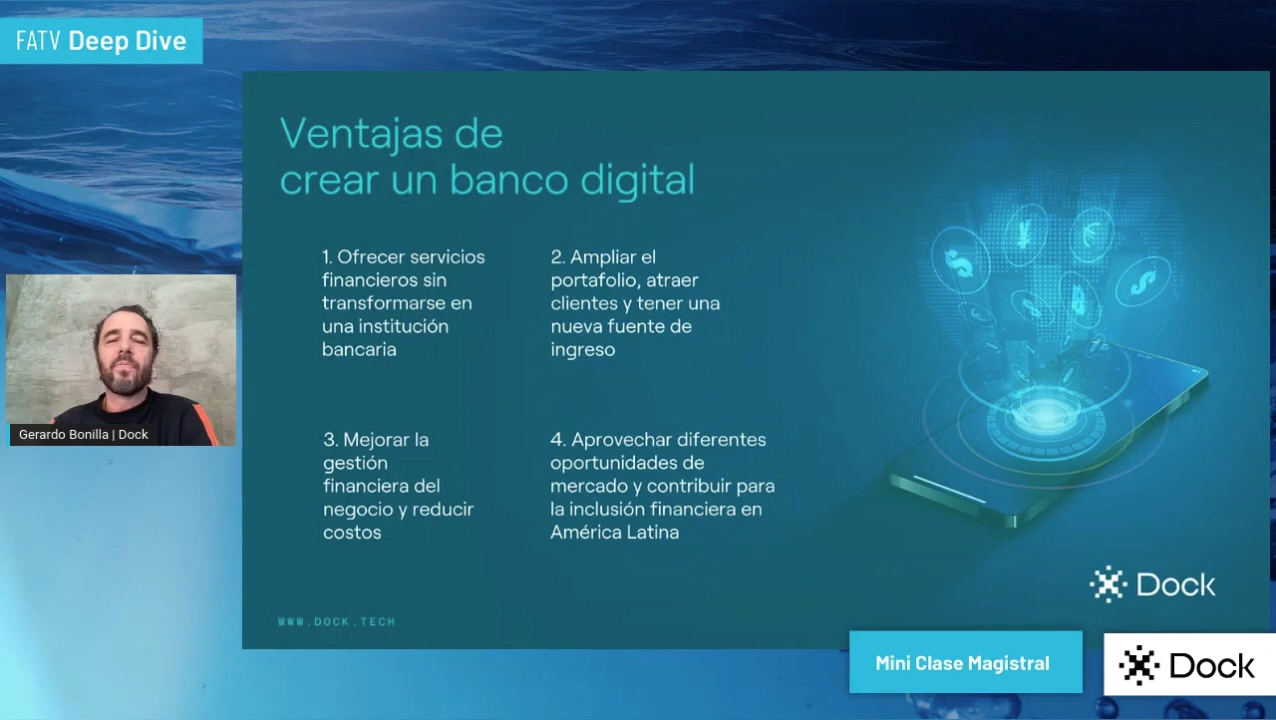 FATV Deep Dive
Ventajas de
crear un banco digital
1. Ofrecer servicios
financieros sin
transformarse en
una institución
bancaria
2. Ampliar el
portafolio, atraer
clientes y tener una
nueva fuente de
ingreso
3. Mejorar la
gestión
financiera del
negocio y reducir
costos
4. Aprovechar diferentes
oportunidades de
mercado y contribuir para
la inclusión financiera en
América Latina
Gerardo Bonilla | Dock
Dock
WWW.DOCK.TECH
Mini Clase Magistral
Dock